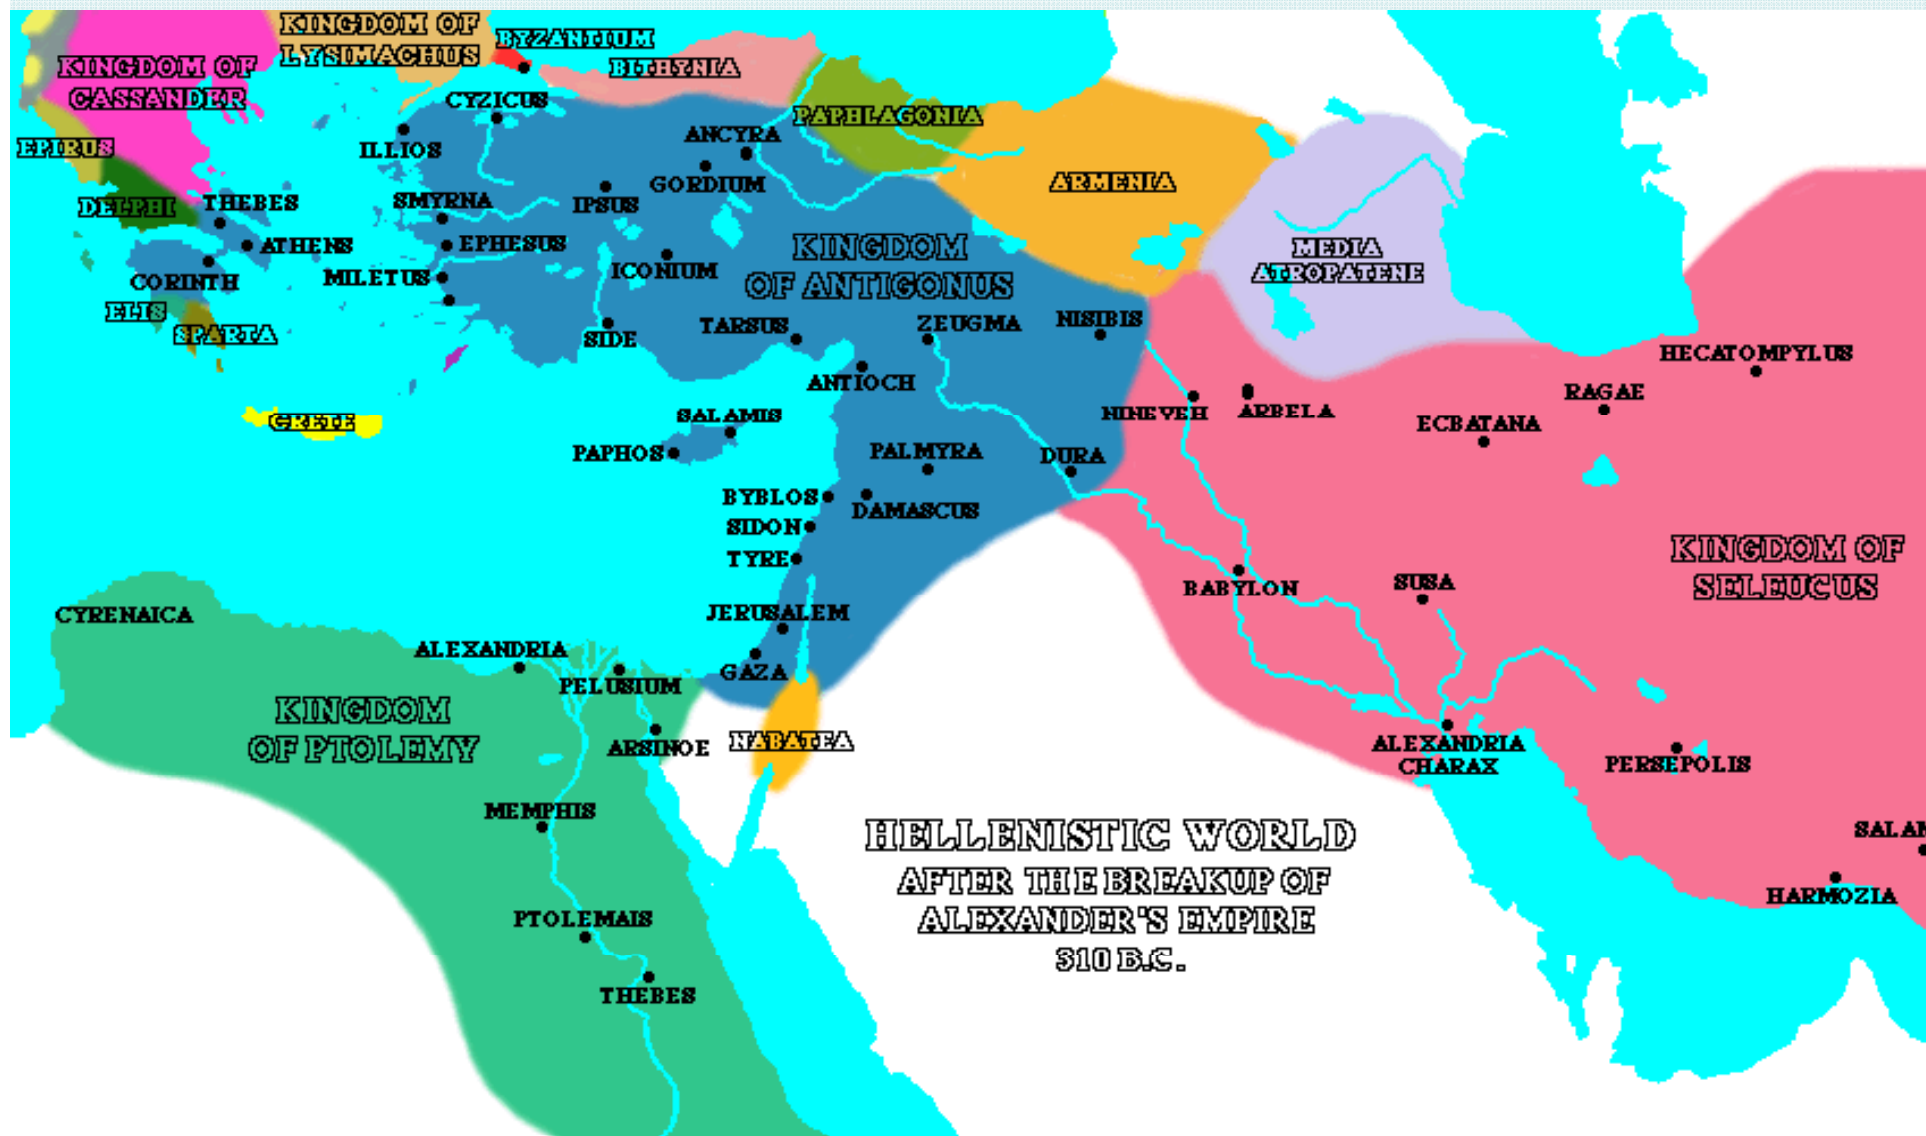 KINGDOM OF
LYSIMACHUS
BYZANTIUM
KINGDOM OF
CASSANDER
BITHYNIA
CYZICUS
PAPHLAGONIA
EPIRUS
ILLIOS
ANCYRA
GORDIUM
ARMENIA
DELPHI
THEBES
SMYRNA
IPSUS
ATHENS
EPHESUS
KINGDOM
OF ANTIGONUS
MEDIA
ATROPATENE
CORINTH
MILETUS
ICONIUM
ELIS
SPARTA
SIDE
TARSUS
ZEUGMA
NISIBIS
HECATOMPYLUS
ANTIOCH
RAGAE
CRETE
SALAMIS
NINEVEH
ARBELA
ECBATANA
PAPHOS
PALMYRA
DURA
BYBLOS
DAMASCUS
SIDON
TYRE
KINGDOM OF
SELEUCUS
BABYLON
SUSA
CYRENAICA
JERUSALEM
ALEXANDRIA
GAZA
PELUSIUM
KINGDOM
OF PTOLEMY
ARSINOE
NABATEA
ALEXANDRIA
CHARAX
PERSEPOLIS
MEMPHIS
HELLENISTIC WORLD
AFTER THE BREAKUP OF
ALEXANDER'S EMPIRE
310 B.C.
SALAM
HARMOZIA
PTOLEMAIS
THEBES